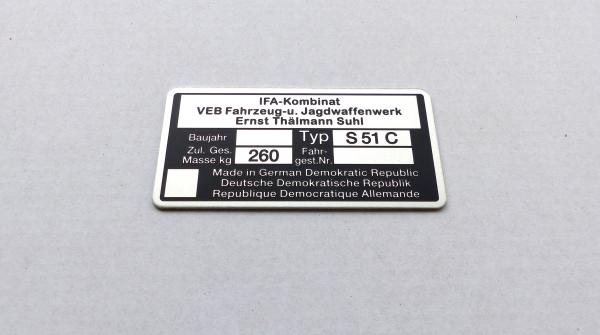 IFA-Kombinat
VEB Fahrzeug-u. Jagdwaffenwerk
Ernst Thälmann Suhl
Baujahr Typ S 51 C
Zul. Ges. Masse kg 260 Fahr-gest.Nr.
Made in German Demokratic Republic
Deutsche Demokratische Republik
Republique Democratique Allemande